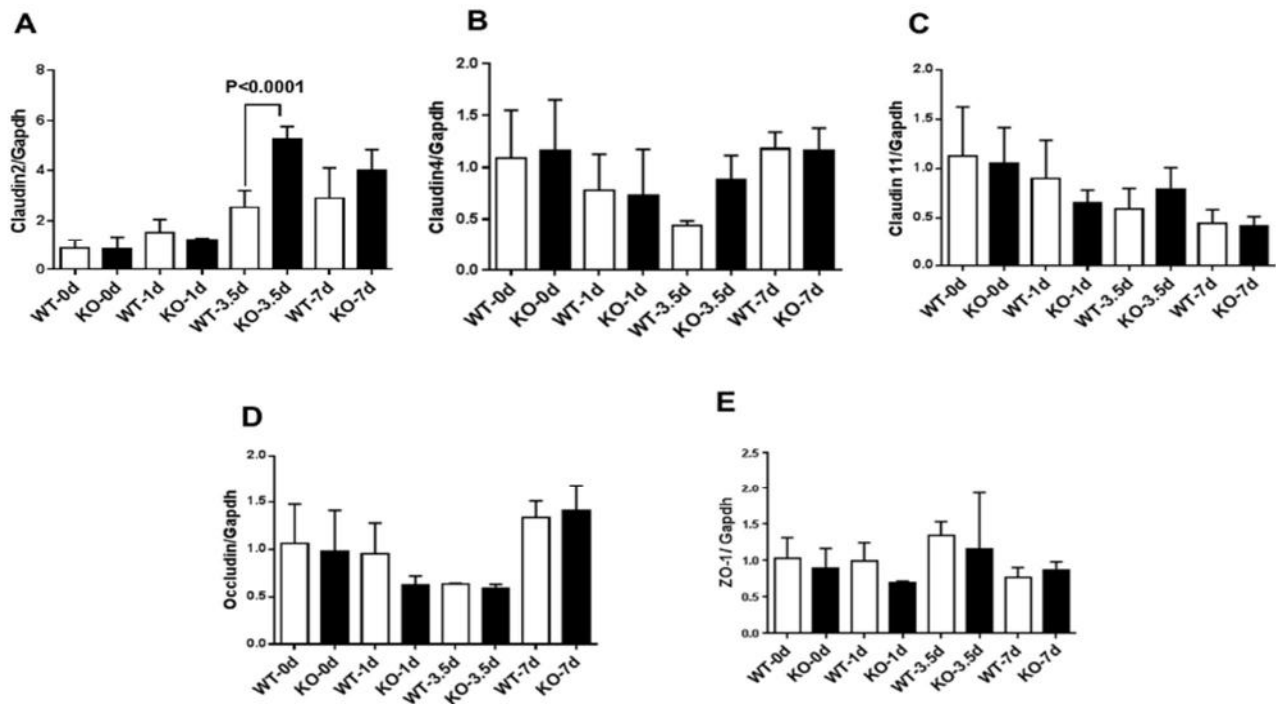 A
Claudin2/Gapdh
8
6
4
2
0
P<0.0001
WT-0d
KO-0d
WT-1d
KO-1d
WT-3.5d
KO-3.5d
WT-7d
KO-7d
B
Claudin4/Gapdh
2.0
1.5
1.0
0.5
0.0
WT-0d
KO-0d
WT-1d
KO-1d
WT-3.5d
KO-3.5d
WT-7d
KO-7d
C
Claudin 11/Gapdh
2.0
1.5
1.0
0.5
0.0
WT-0d
KO-0d
WT-1d
KO-1d
WT-3.5d
KO-3.5d
WT-7d
KO-7d
D
Occludin/Gapdh
2.0
1.5
1.0
0.5
0.0
WT-0d
KO-0d
WT-1d
KO-1d
WT-3.5d
KO-3.5d
WT-7d
KO-7d
E
ZO-1/ Gapdh
2.5
2.0
1.5
1.0
0.5
0.0
WT-0d
KO-0d
WT-1d
KO-1d
WT-3.5d
KO-3.5d
WT-7d
KO-7d